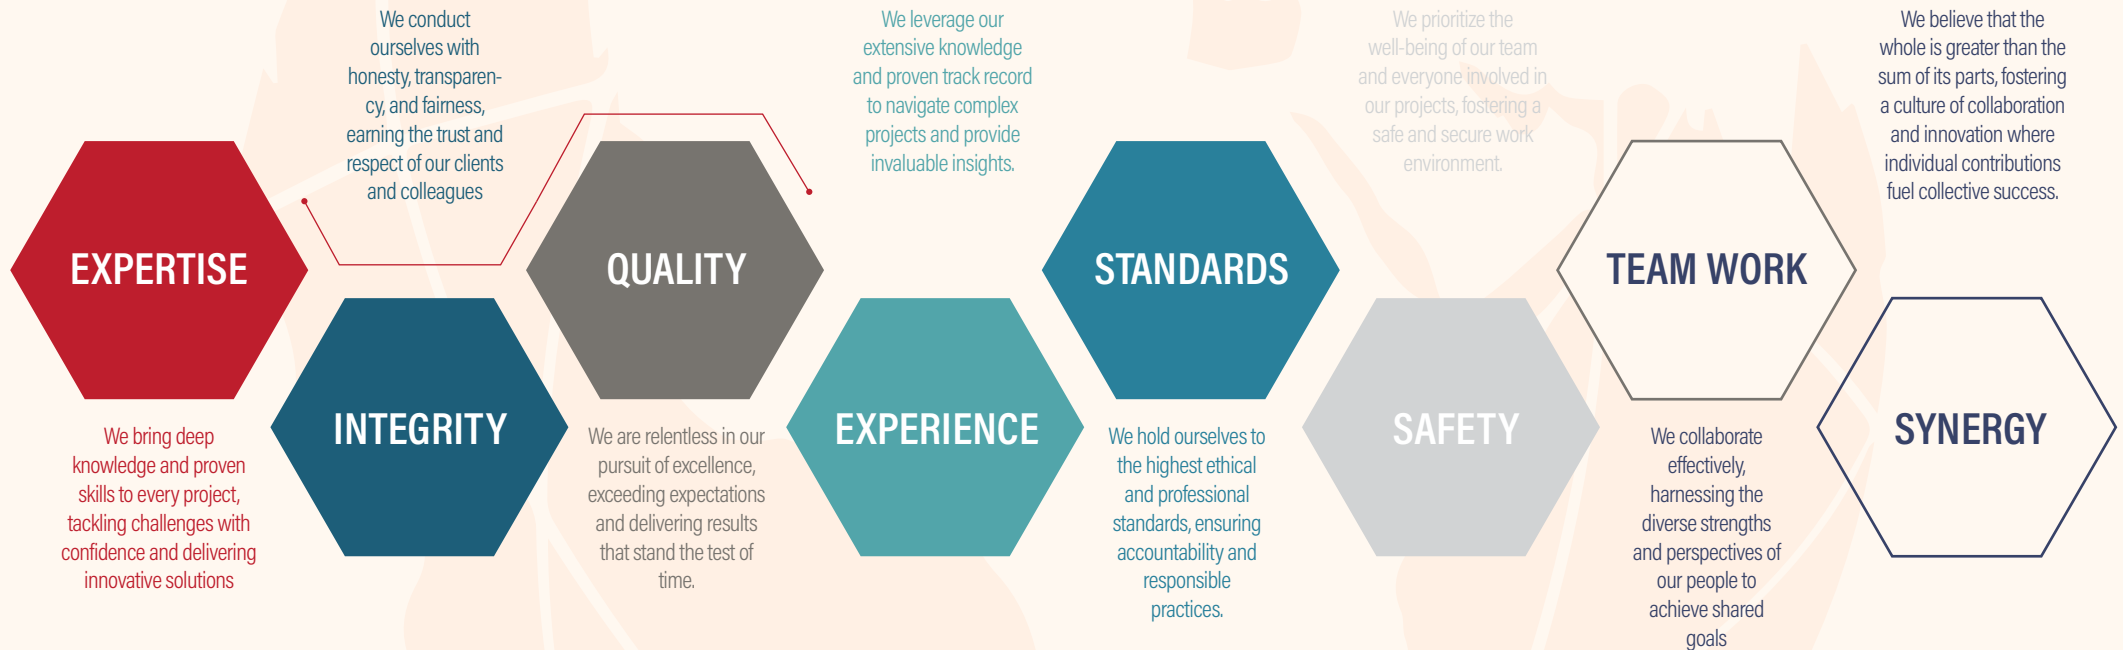 EXPERTISE
We bring deep
knowledge and proven
skills to every project,
tackling challenges with
confidence and delivering
innovative solutions
We conduct
ourselves with
honesty, transparen-
cy, and fairness,
earning the trust and
respect of our clients
and colleagues
INTEGRITY
QUALITY
We are relentless in our
pursuit of excellence,
exceeding expectations
and delivering results
that stand the test of
time.
We leverage our
extensive knowledge
and proven track record
to navigate complex
projects and provide
invaluable insights.
EXPERIENCE
STANDARDS
We hold ourselves to
the highest ethical
and professional
standards, ensuring
accountability and
responsible
practices.
We prioritize the
well-being of our team
and everyone involved in
our projects, fostering a
safe and secure work
environment.
SAFETY
TEAM WORK
We collaborate
effectively,
harnessing the
diverse strengths
and perspectives of
our people to
achieve shared
goals
We believe that the
whole is greater than the
sum of its parts, fostering
a culture of collaboration
and innovation where
individual contributions
fuel collective success.
SYNERGY